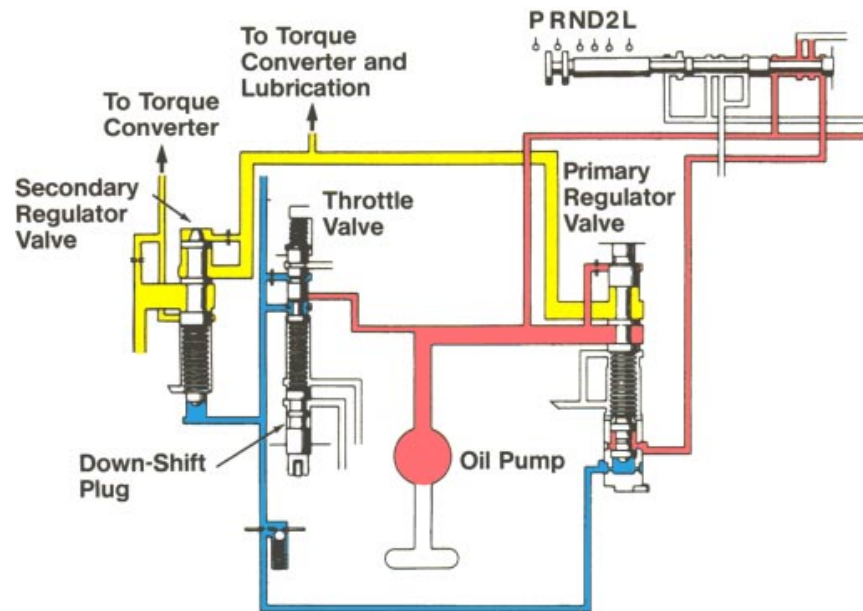 P R N D 2 L
To Torque
Converter and
Lubrication
To Torque
Converter
Secondary
Regulator
Valve
Throttle
Valve
Primary
Regulator
Valve
Down-Shift
Plug
Oil Pump